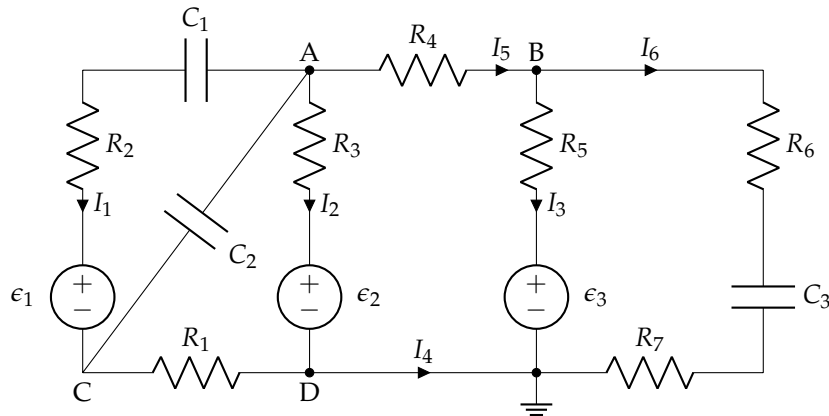 C₁
A
R₄
I₅
B
I₆
R₂
R₃
R₅
R₆
I₁
I₂
I₃
C₂
ϵ₁
+
−
ϵ₂
+
−
ϵ₃
+
−
C₃
R₁
I₄
R₇
C
D